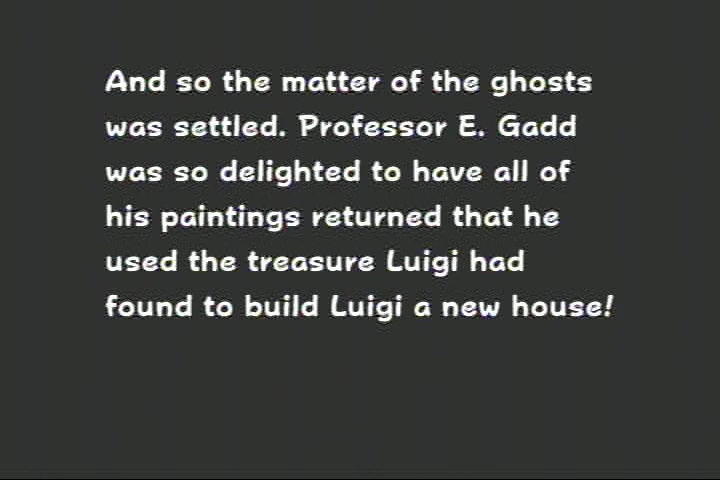 And so the matter of the ghosts
was settled. Professor E. Gadd
was so delighted to have all of
his paintings returned that he
used the treasure Luigi had
found to build Luigi a new house!